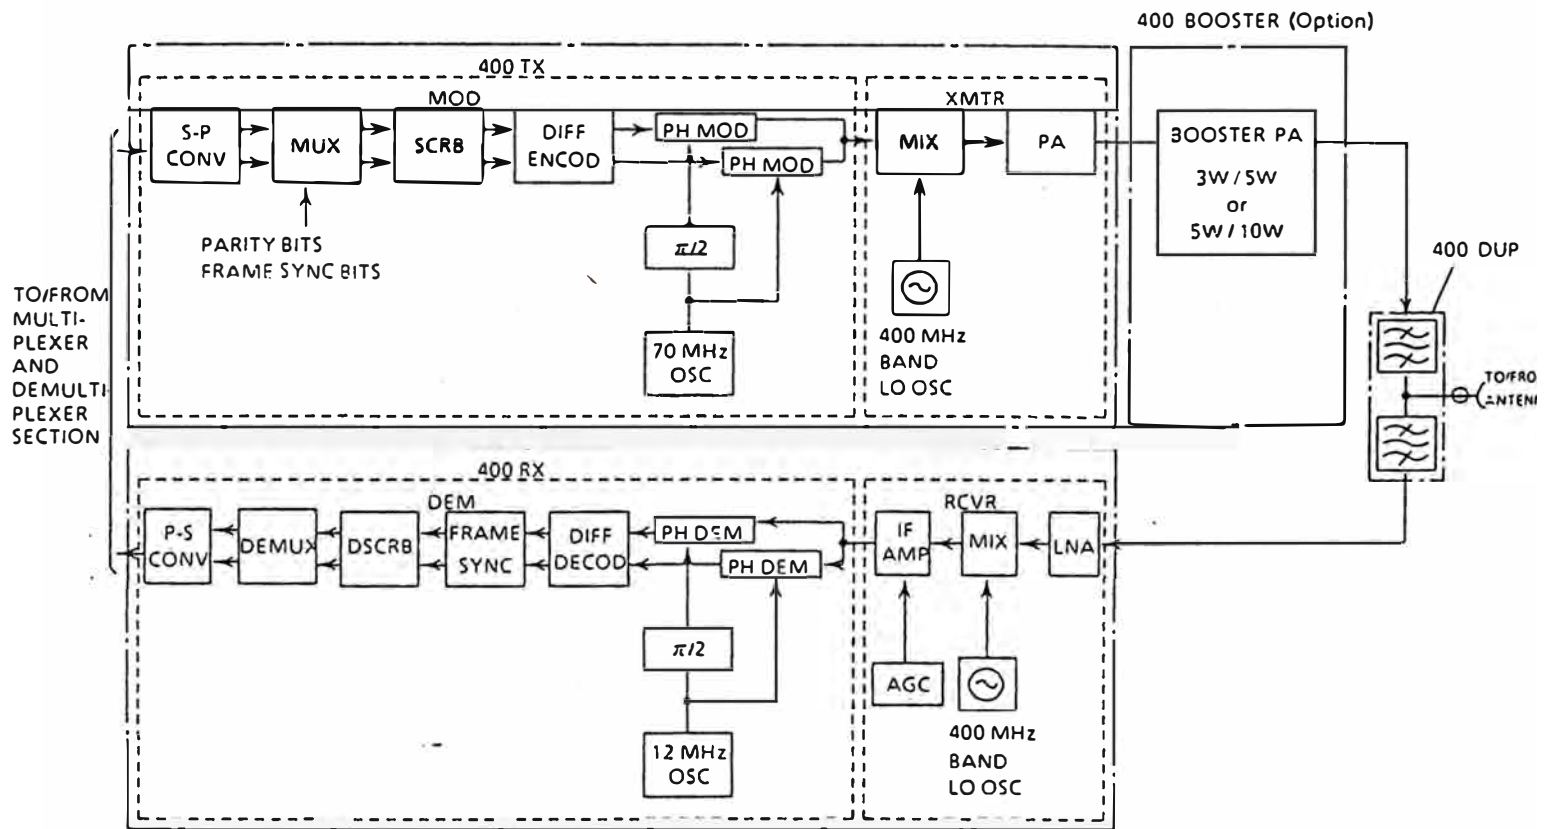 400 BOOSTER (Option)
400 TX
MOD
XMTR
S-P
CONV
MUX
SCRB
DIFF
ENCOD
PH MOD
PH MOD
MIX
PA
BOOSTER PA
3W/5W
or
5W/10W
PARITY BITS
FRAME SYNC BITS
π/2
70 MHz
OSC
400 MHz
BAND
LO OSC
400 DUP
TO/FROM
MULTI-
PLEXER
AND
DEMULTI-
PLEXER
SECTION
TO/FRO
400 RX
DEM
RCVR
P-S
CONV
DEMUX
DSCRB
FRAME
SYNC
DIFF
DECOD
PH DEM
PH DEM
IF
AMP
MIX
LNA
π/2
AGC
12 MHz
OSC
400 MHz
BAND
LO OSC